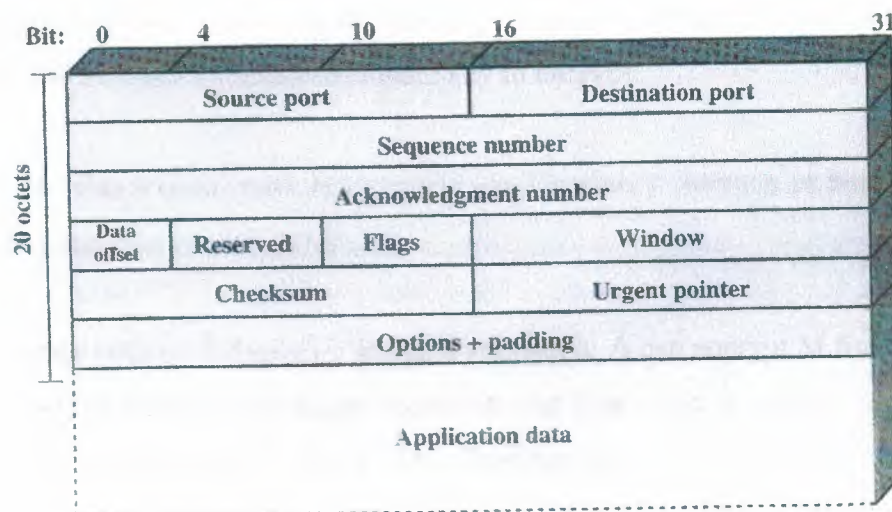 Bit: 0 4 10 16 31
20 octets
Source port Destination port
Sequence number
Acknowledgment number
Data offset Reserved Flags Window
Checksum Urgent pointer
Options + padding
Application data